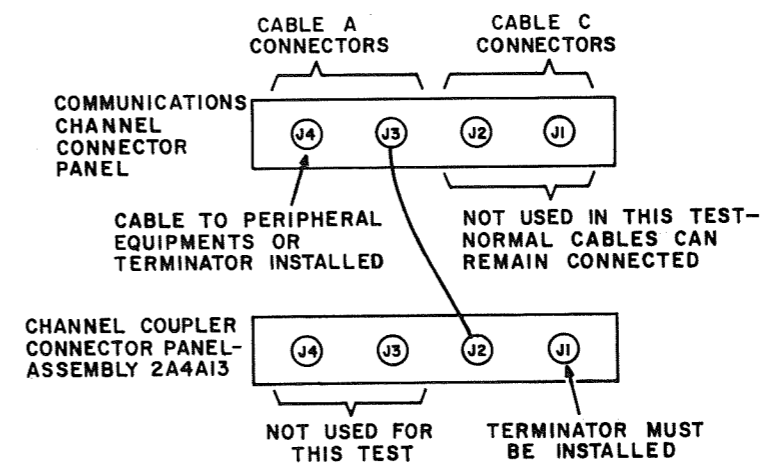 CABLE A
CONNECTORS
CABLE C
CONNECTORS
COMMUNICATIONS
CHANNEL
CONNECTOR
PANEL
J4
J3
J2
J1
CABLE TO PERIPHERAL
EQUIPMENTS OR
TERMINATOR INSTALLED
NOT USED IN THIS TEST—
NORMAL CABLES CAN
REMAIN CONNECTED
CHANNEL COUPLER
CONNECTOR PANEL-
ASSEMBLY 2A4A13
J4
J3
J2
J1
NOT USED FOR
THIS TEST
TERMINATOR MUST
BE INSTALLED